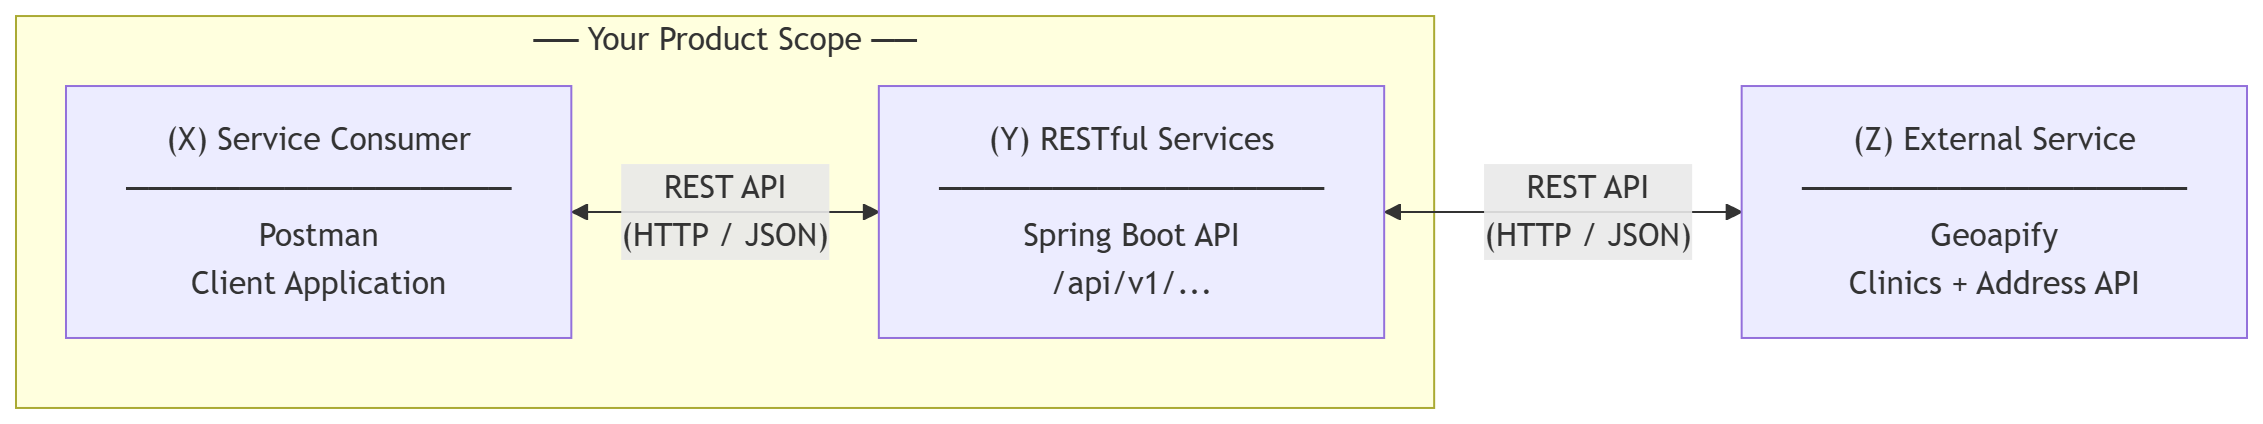 ── Your Product Scope ──
(X) Service Consumer
────────────────
Postman
Client Application
REST API
(HTTP / JSON)
(Y) RESTful Services
────────────────
Spring Boot API
/api/v1/...
REST API
(HTTP / JSON)
(Z) External Service
────────────────
Geoapify
Clinics + Address API